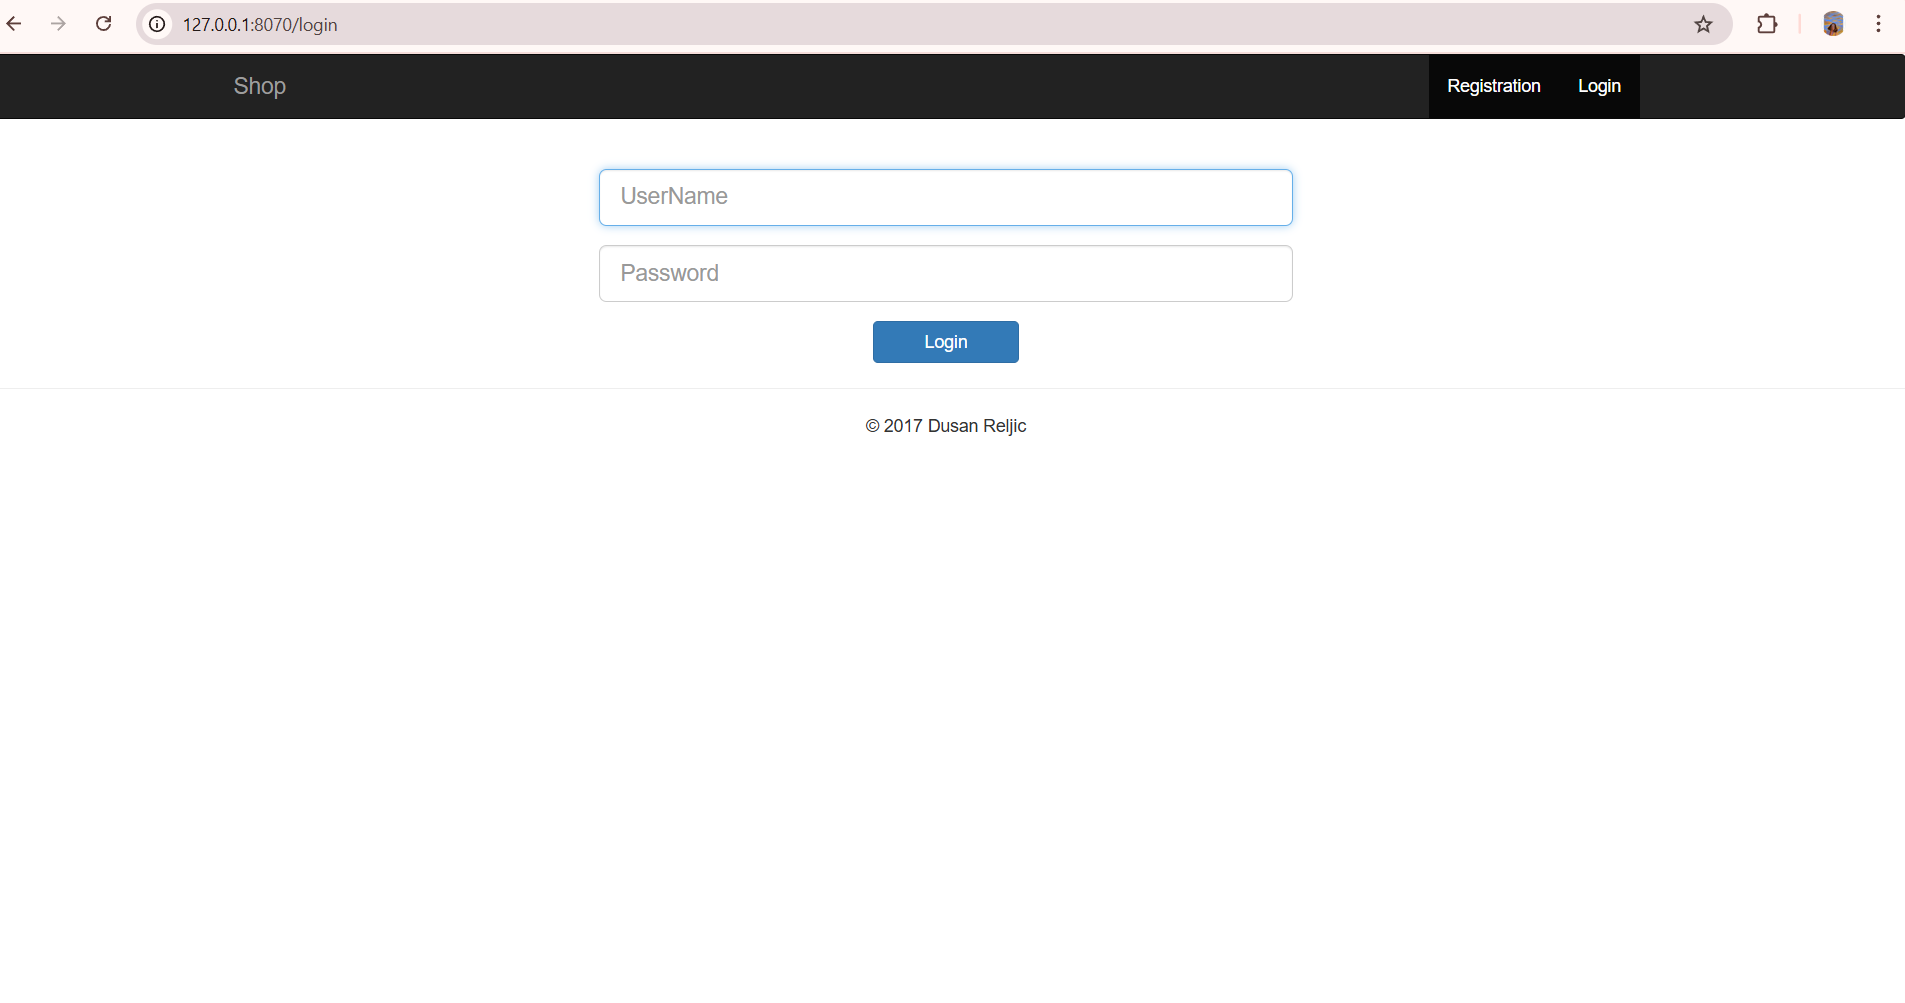 127.0.0.1:8070/login
Shop
Registration
Login
UserName
Password
Login
© 2017 Dusan Reljic